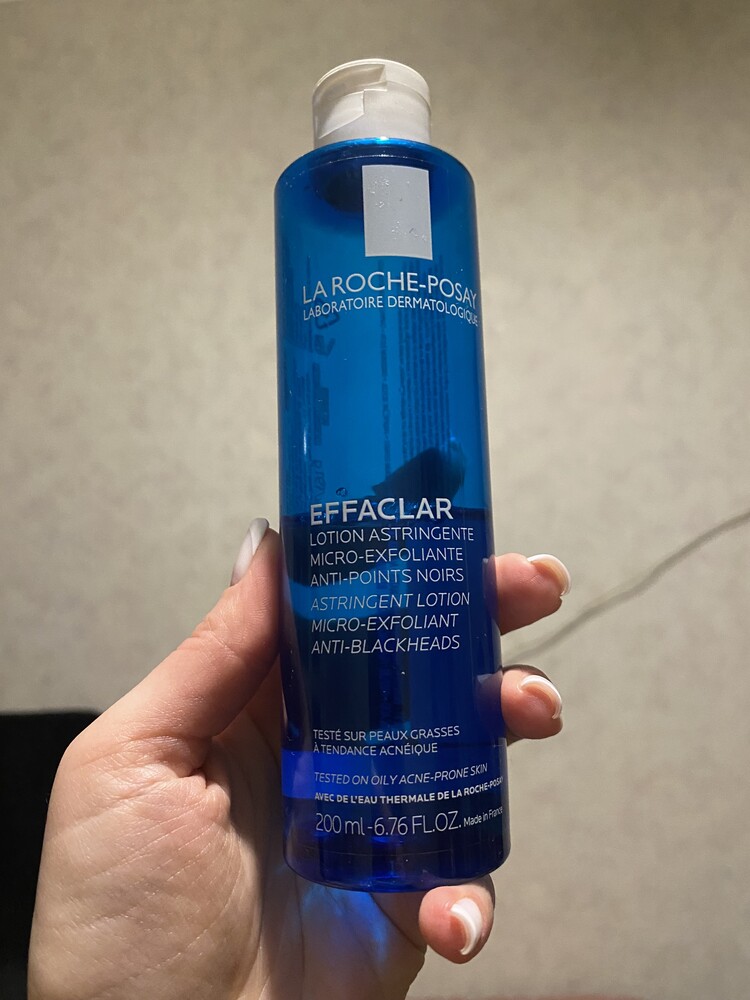 LA ROCHE-POSAY
LABORATOIRE DERMATOLOGIQUE
EFFACLAR
LOTION ASTRINGENTE
MICRO-EXFOLIANTE
ANTI-POINTS NOIRS
ASTRINGENT LOTION
MICRO-EXFOLIANT
ANTI-BLACKHEADS
TESTÉ SUR PEAUX GRASSES
À TENDANCE ACNÉIQUE
TESTED ON OILY ACNE-PRONE SKIN
AVEC DE L'EAU THERMALE DE LA ROCHE-POSAY
200 ml - 6.76 FL.OZ. Made in France